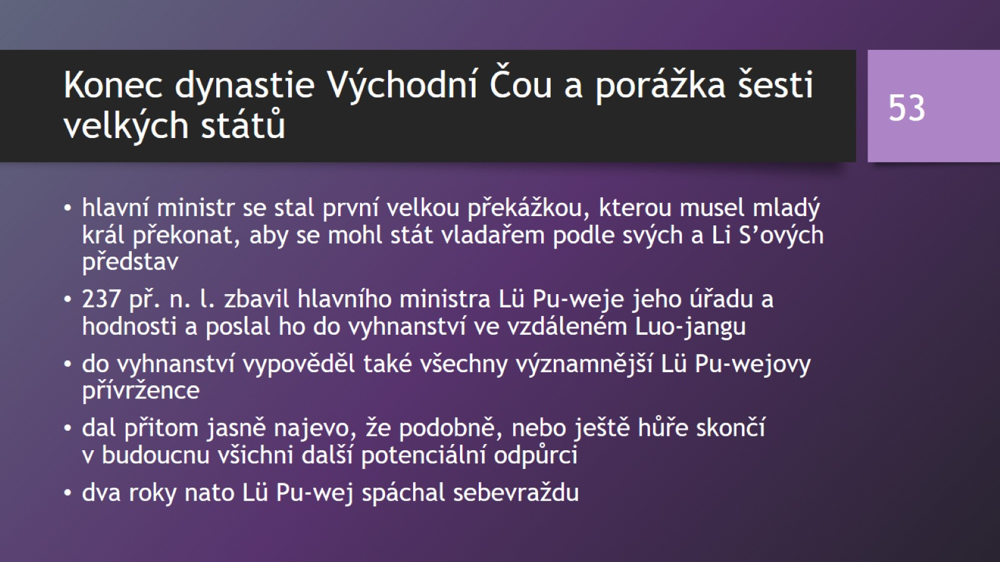 Konec dynastie Východní Čou a porážka šesti
velkých států
53
• hlavní ministr se stal první velkou překážkou, kterou musel mladý
král překonat, aby se mohl stát vladařem podle svých a Li S’ových
představ
• 237 př. n. l. zbavil hlavního ministra Lü Pu-weje jeho úřadu a
hodnosti a poslal ho do vyhnanství ve vzdáleném Luo-jangu
• do vyhnanství vypověděl také všechny významnější Lü Pu-wejovy
přívržence
• dal přitom jasně najevo, že podobně, nebo ještě hůře skončí
v budoucnu všichni další potenciální odpůrci
• dva roky nato Lü Pu-wej spáchal sebevraždu